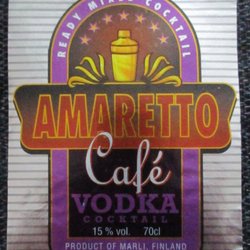 READY MIXED COCKTAIL
AMARETTO
Café
VODKA
COCKTAIL
15 % vol. 70cl
PRODUCT OF MARLI, FINLAND